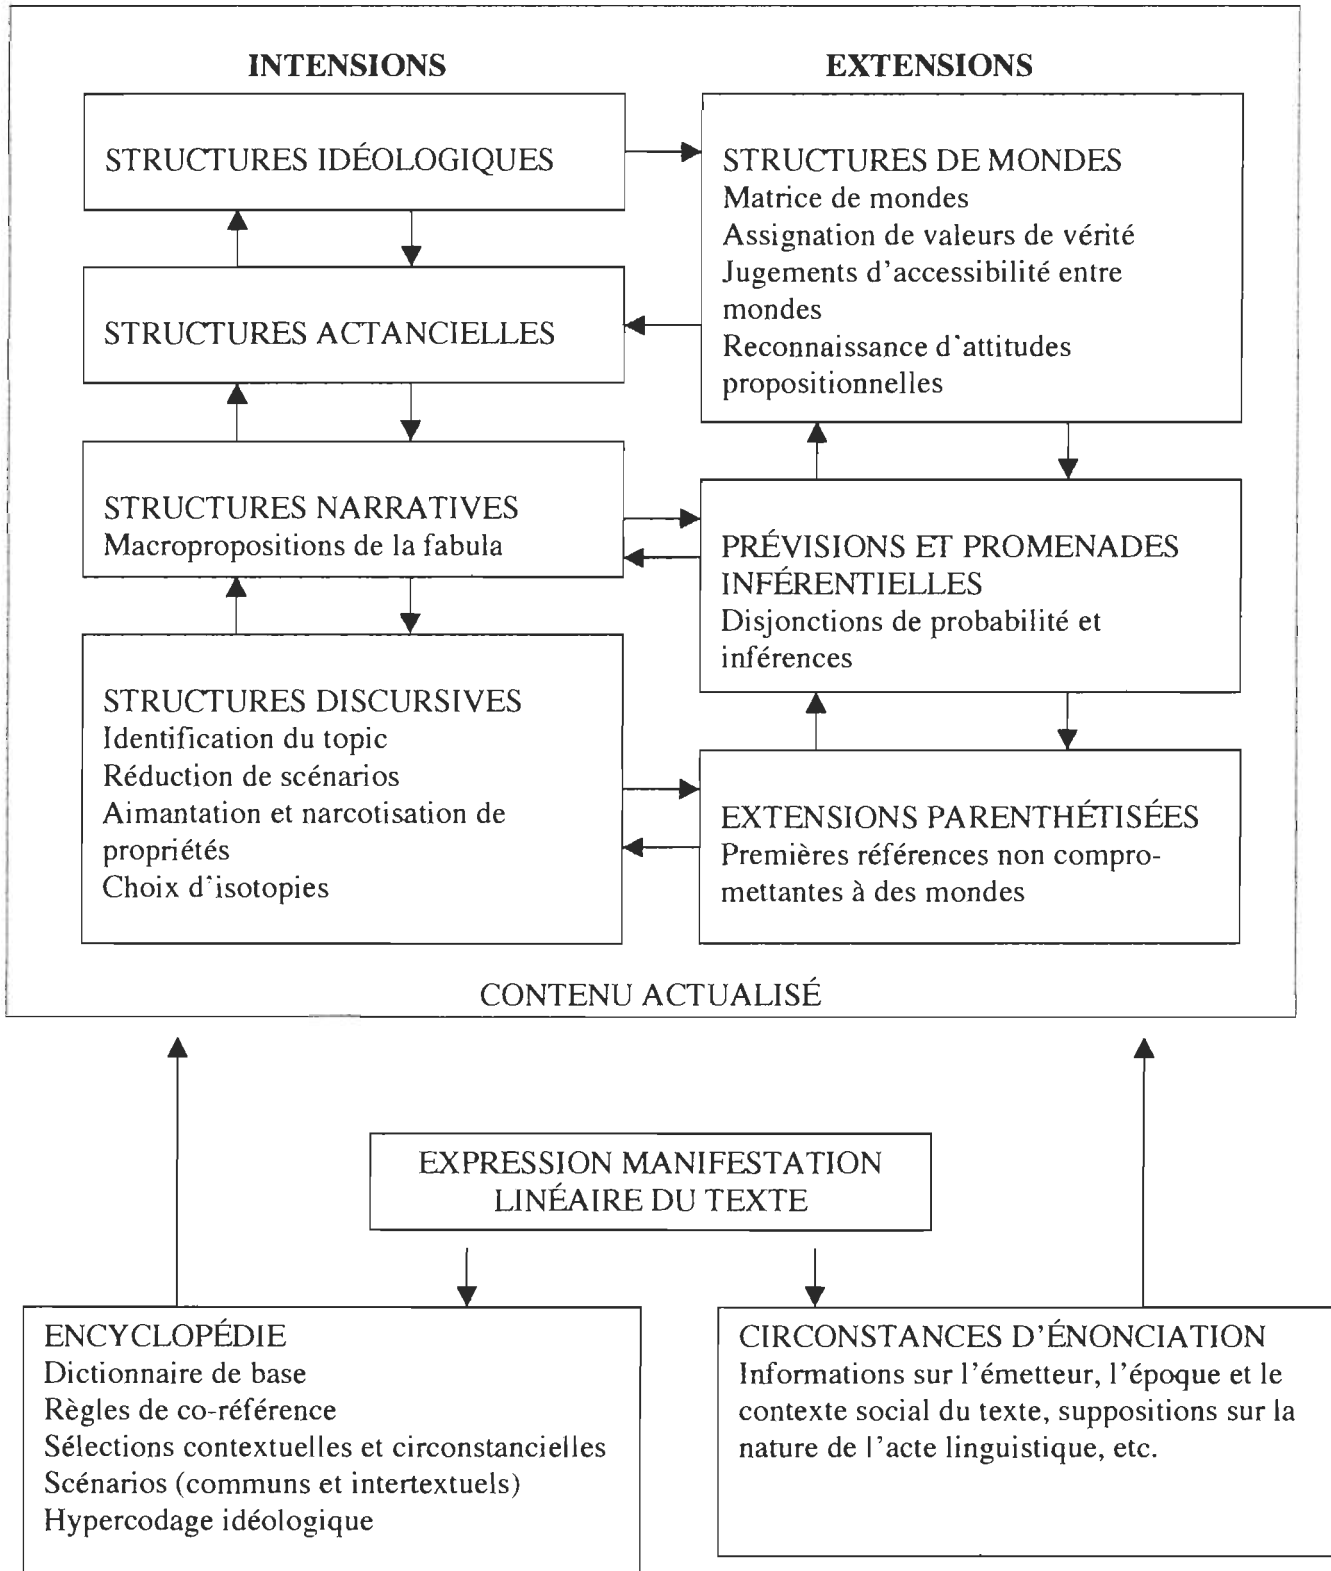 INTENSIONS
STRUCTURES IDÉOLOGIQUES
STRUCTURES ACTANCIELLES
STRUCTURES NARRATIVES
Macropropositions de la fabula
STRUCTURES DISCURSIVES
Identification du topic
Réduction de scénarios
Aimantation et narcotisation de
propriétés
Choix d'isotopies
EXTENSIONS
STRUCTURES DE MONDES
Matrice de mondes
Assignation de valeurs de vérité
Jugements d'accessibilité entre
mondes
Reconnaissance d'attitudes
propositionnelles
PRÉVISIONS ET PROMENADES
INFÉRENTIELLES
Disjonctions de probabilité et
inférences
EXTENSIONS PARENTHÉTISÉES
Premières références non compro-
mettantes à des mondes
CONTENU ACTUALISÉ
EXPRESSION MANIFESTATION
LINÉAIRE DU TEXTE
ENCYCLOPÉDIE
Dictionnaire de base
Règles de co-référence
Sélections contextuelles et circonstancielles
Scénarios (communs et intertextuels)
Hypercodage idéologique
CIRCONSTANCES D'ÉNONCIATION
Informations sur l'émetteur, l'époque et le
contexte social du texte, suppositions sur la
nature de l'acte linguistique, etc.